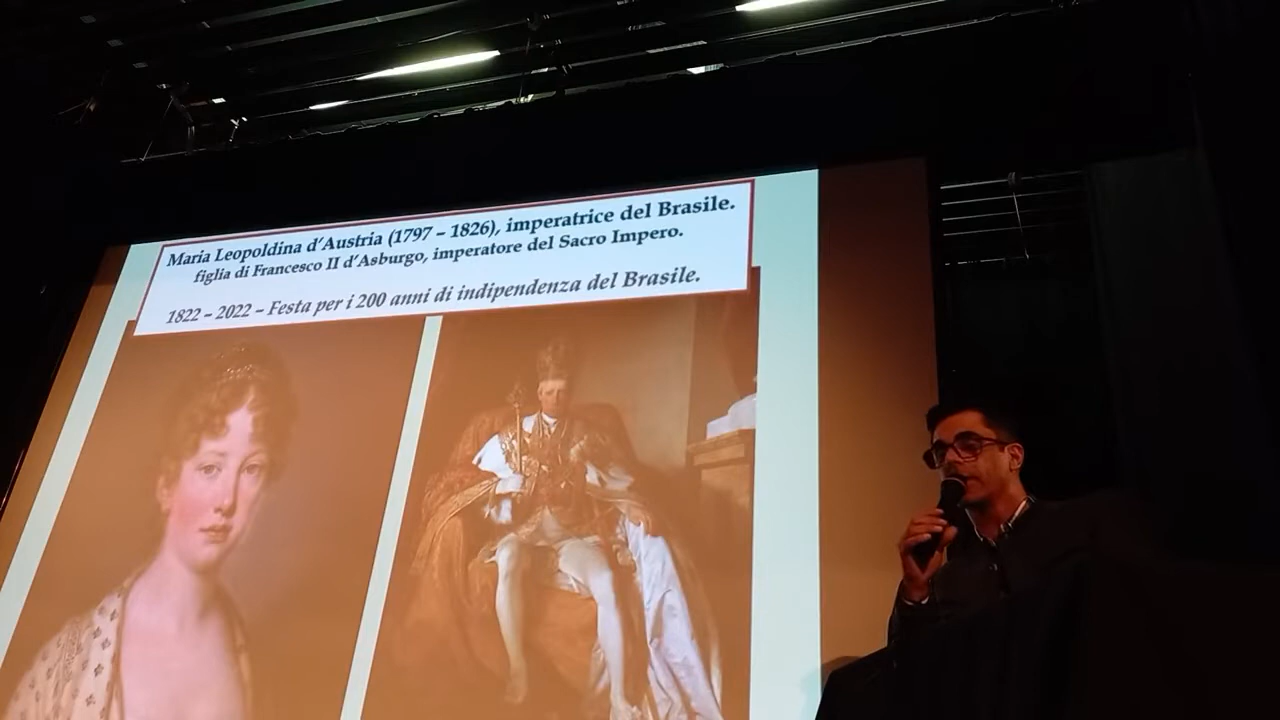 Maria Leopoldina d'Austria (1797 – 1826), imperatrice del Brasile.
figlia di Francesco II d'Asburgo, imperatore del Sacro Impero.
1822 – 2022 – Festa per i 200 anni di indipendenza del Brasile.